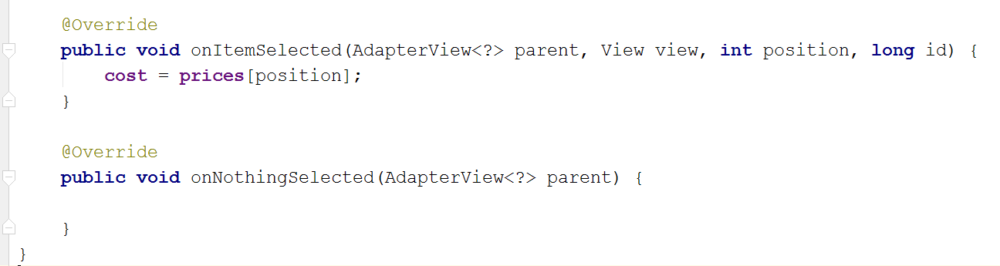 @Override
public void onItemSelected(AdapterView<?> parent, View view, int position, long id) {
cost = prices[position];
}
@Override
public void onNothingSelected(AdapterView<?> parent) {
}
}